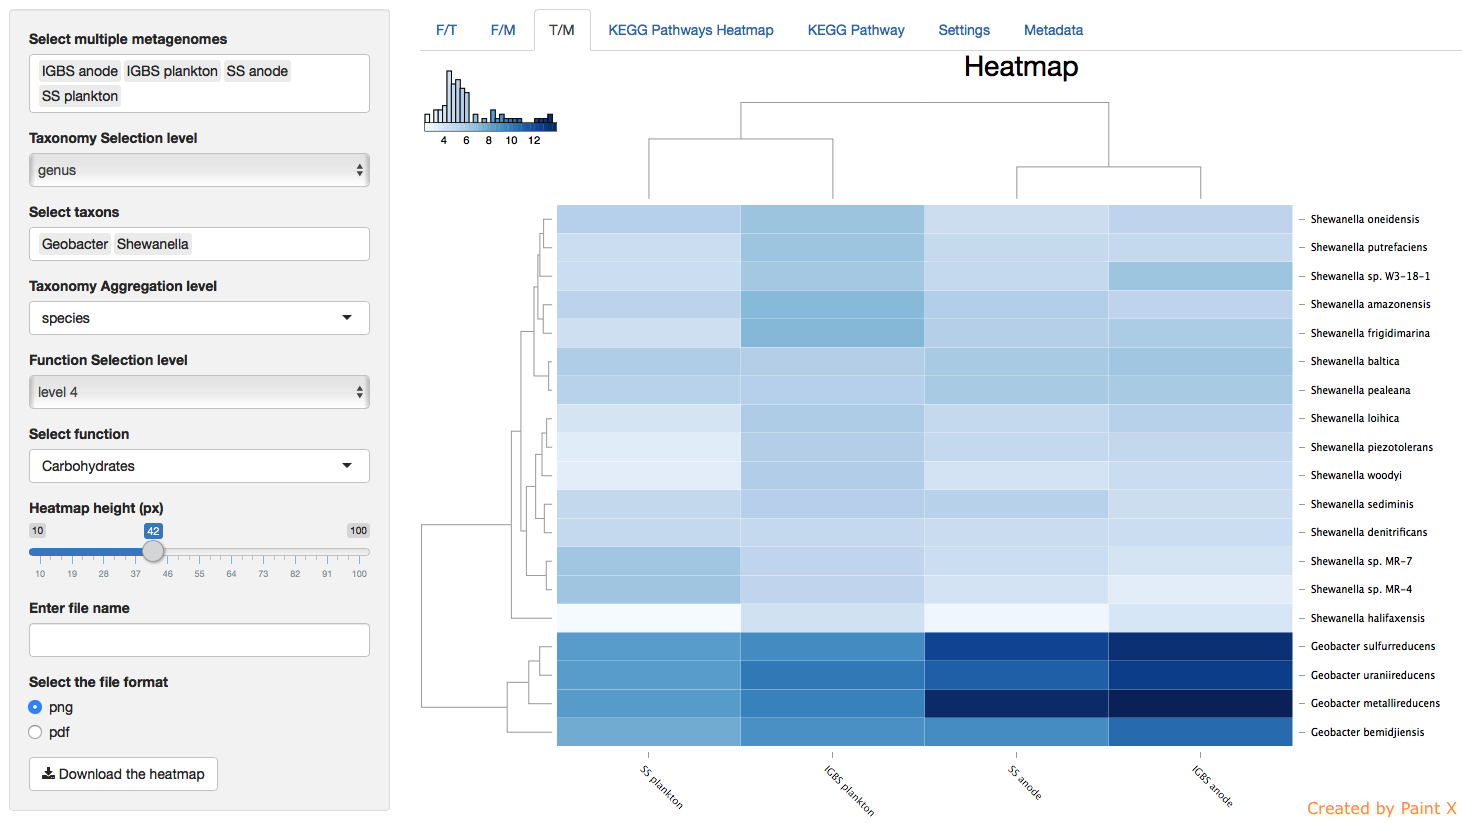 Select multiple metagenomes
IGBS anode IGBS plankton SS anode
SS plankton
Taxonomy Selection level
genus
Select taxons
Geobacter Shewanella
Taxonomy Aggregation level
species
Function Selection level
level 4
Select function
Carbohydrates
Heatmap height (px)
10 42 100
10 19 28 37 46 55 64 73 82 91 100
Enter file name
Select the file format
png
pdf
Download the heatmap
F/T F/M T/M KEGG Pathways Heatmap KEGG Pathway Settings Metadata
Heatmap
4 6 8 10 12
Shewanella oneidensis
Shewanella putrefaciens
Shewanella sp. W3-18-1
Shewanella amazonensis
Shewanella frigidimarina
Shewanella baltica
Shewanella pealeana
Shewanella loihica
Shewanella piezotolerans
Shewanella woodyi
Shewanella sediminis
Shewanella denitrificans
Shewanella sp. MR-7
Shewanella sp. MR-4
Shewanella halifaxensis
Geobacter sulfurreducens
Geobacter uraniireducens
Geobacter metallireducens
Geobacter bemidjiensis
SS plankton
IGBS plankton
SS anode
IGBS anode
Created by Paint X